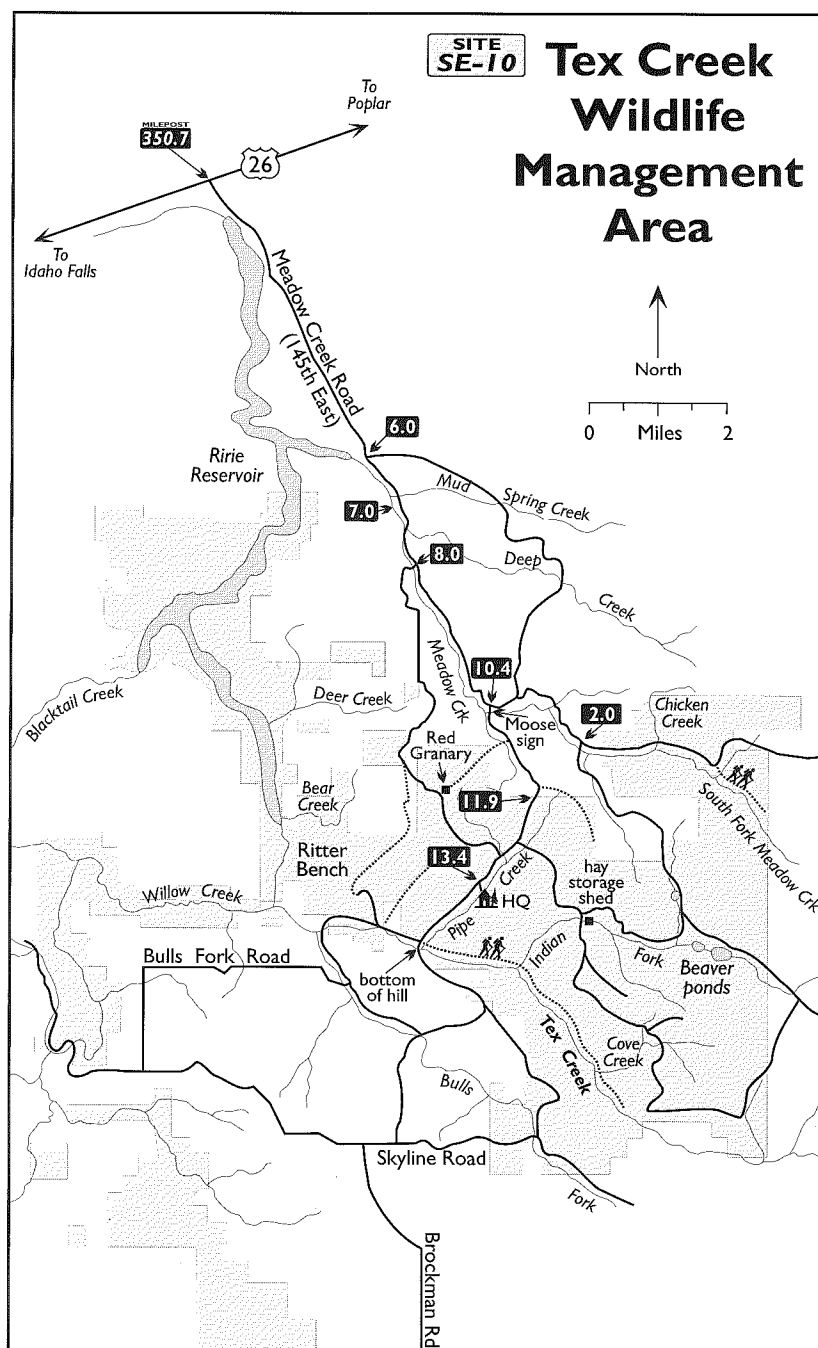 SITE
SE-10
Tex Creek
Wildlife
Management
Area
To
Poplar
MILEPOST
350.7
26
To
Idaho Falls
North
0 Miles 2
Meadow Creek Road
(145th East)
6.0
Ririe
Reservoir
Mud
Spring Creek
7.0
8.0
Deep
Creek
Meadow Crk
10.4
Moose
sign
2.0
Chicken
Creek
Blacktail Creek
Deer Creek
Red
Granary
Bear
Creek
11.9
South Fork Meadow Crk
Ritter
Bench
13.4
HQ
Pipe
Creek
hay
storage
shed
Willow Creek
Bulls Fork Road
bottom
of hill
Indian
Fork
Beaver
ponds
Tex Creek
Cove
Creek
Bulls
Fork
Skyline Road
Brockman Rd